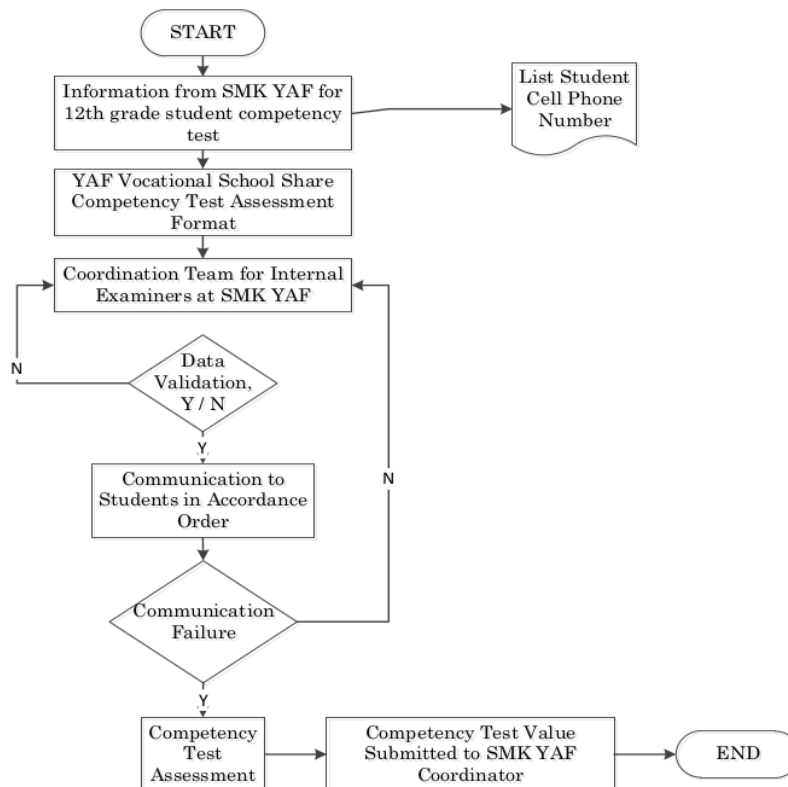 START
Information from SMK YAF for
12th grade student competency
test
List Student
Cell Phone
Number
YAF Vocational School Share
Competency Test Assessment
Format
Coordination Team for Internal
Examiners at SMK YAF
N
Data
Validation,
Y / N
Y
Communication to
Students in Accordance
Order
N
Communication
Failure
Y
Competency
Test
Assessment
Competency Test Value
Submitted to SMK YAF
Coordinator
END